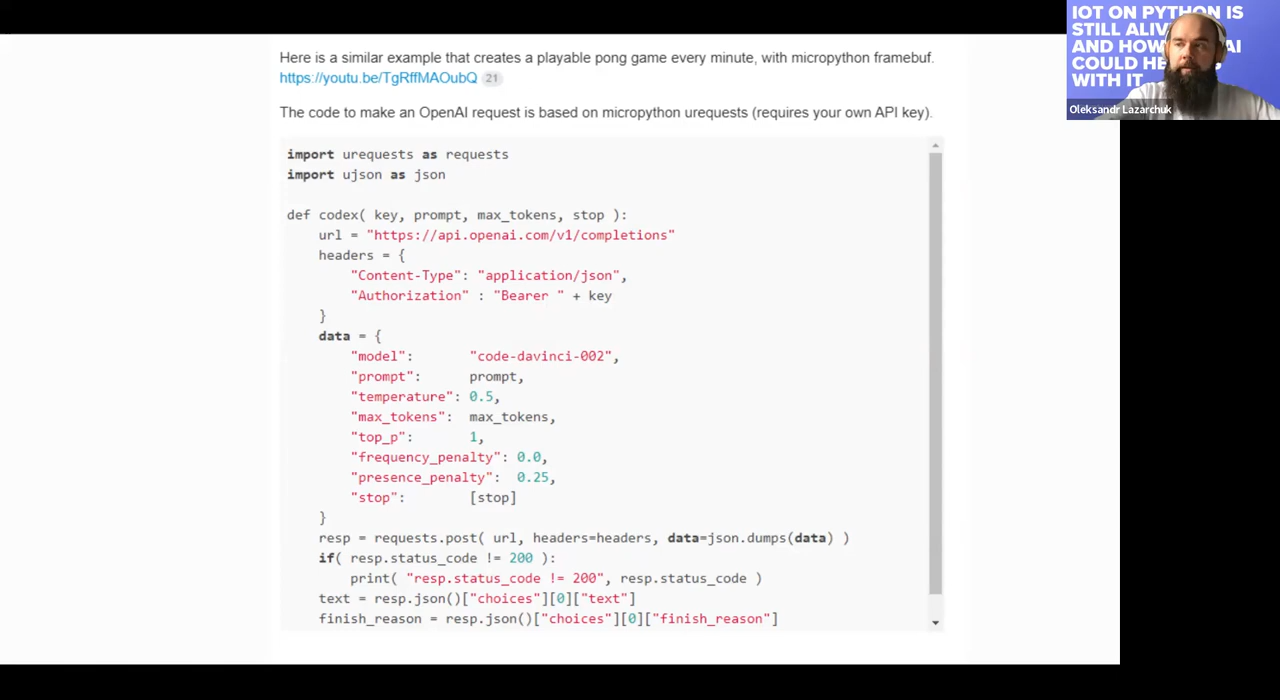 Here is a similar example that creates a playable pong game every minute, with micropython framebuf.
https://youtu.be/TgRffMAOubQ 21
The code to make an OpenAI request is based on micropython urequests (requires your own API key).
import urequests as requests
import ujson as json
def codex( key, prompt, max_tokens, stop ):
url = "https://api.openai.com/v1/completions"
headers = {
"Content-Type": "application/json",
"Authorization" : "Bearer " + key
}
data = {
"model": "code-davinci-002",
"prompt": prompt,
"temperature": 0.5,
"max_tokens": max_tokens,
"top_p": 1,
"frequency_penalty": 0.0,
"presence_penalty": 0.25,
"stop": [stop]
}
resp = requests.post( url, headers=headers, data=json.dumps(data) )
if( resp.status_code != 200 ):
print( "resp.status_code != 200", resp.status_code )
text = resp.json()["choices"][0]["text"]
finish_reason = resp.json()["choices"][0]["finish_reason"]
IOT ON PYTHON IS
STILL
AND HOW AI
COULD
WITH IT
Oleksandr Lazarchuk